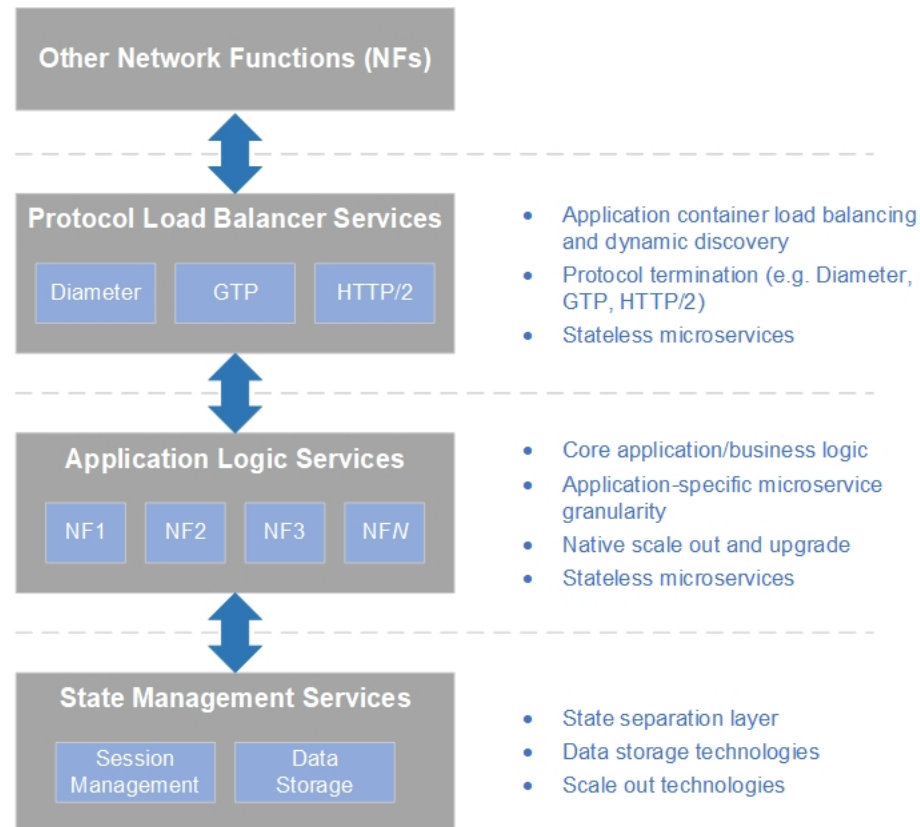 Other Network Functions (NFs)
Protocol Load Balancer Services
Diameter
GTP
HTTP/2
• Application container load balancing
and dynamic discovery
• Protocol termination (e.g. Diameter,
GTP, HTTP/2)
• Stateless microservices
Application Logic Services
NF1
NF2
NF3
NFN
• Core application/business logic
• Application-specific microservice
granularity
• Native scale out and upgrade
• Stateless microservices
State Management Services
Session
Management
Data
Storage
• State separation layer
• Data storage technologies
• Scale out technologies